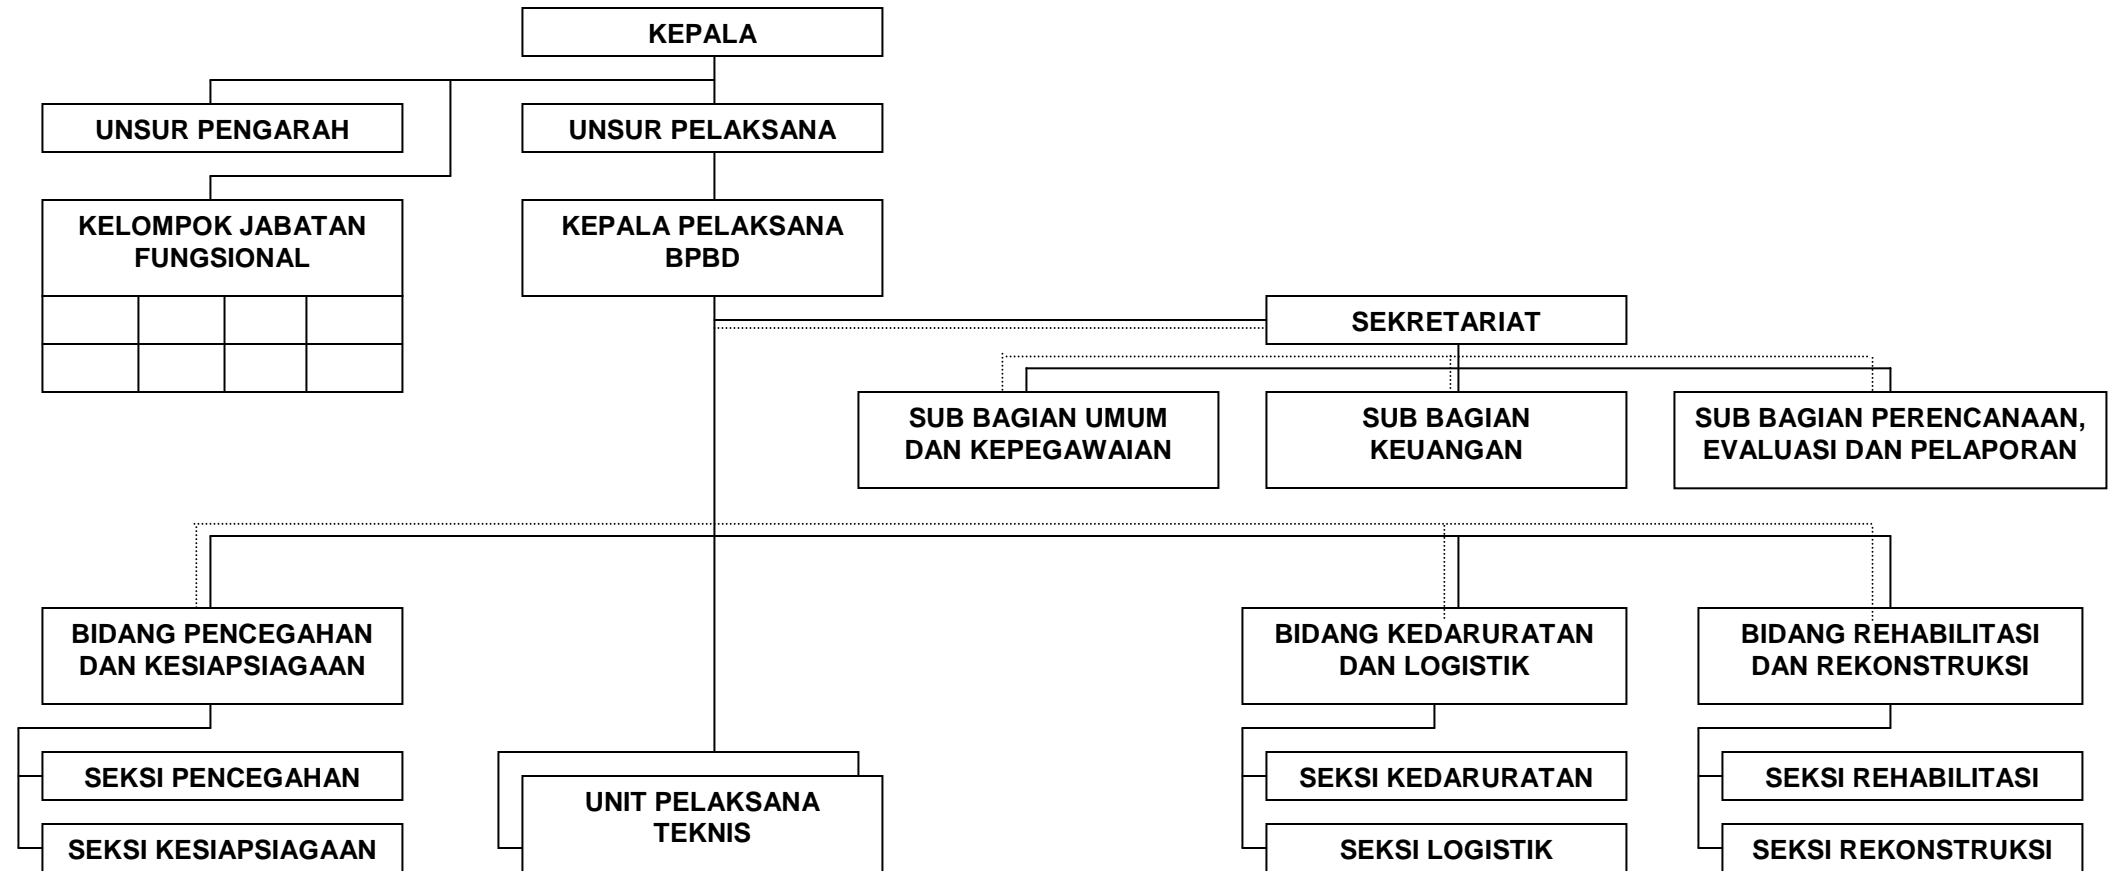 KEPALA
UNSUR PENGARAH
UNSUR PELAKSANA
KELOMPOK JABATAN
FUNGSIONAL
KEPALA PELAKSANA
BPBD
SEKRETARIAT
SUB BAGIAN UMUM
DAN KEPEGAWAIAN
SUB BAGIAN
KEUANGAN
SUB BAGIAN PERENCANAAN,
EVALUASI DAN PELAPORAN
BIDANG PENCEGAHAN
DAN KESIAPSIAGAAN
BIDANG KEDARURATAN
DAN LOGISTIK
BIDANG REHABILITASI
DAN REKONSTRUKSI
SEKSI PENCEGAHAN
SEKSI KESIAPSIAGAAN
UNIT PELAKSANA
TEKNIS
SEKSI KEDARURATAN
SEKSI LOGISTIK
SEKSI REHABILITASI
SEKSI REKONSTRUKSI